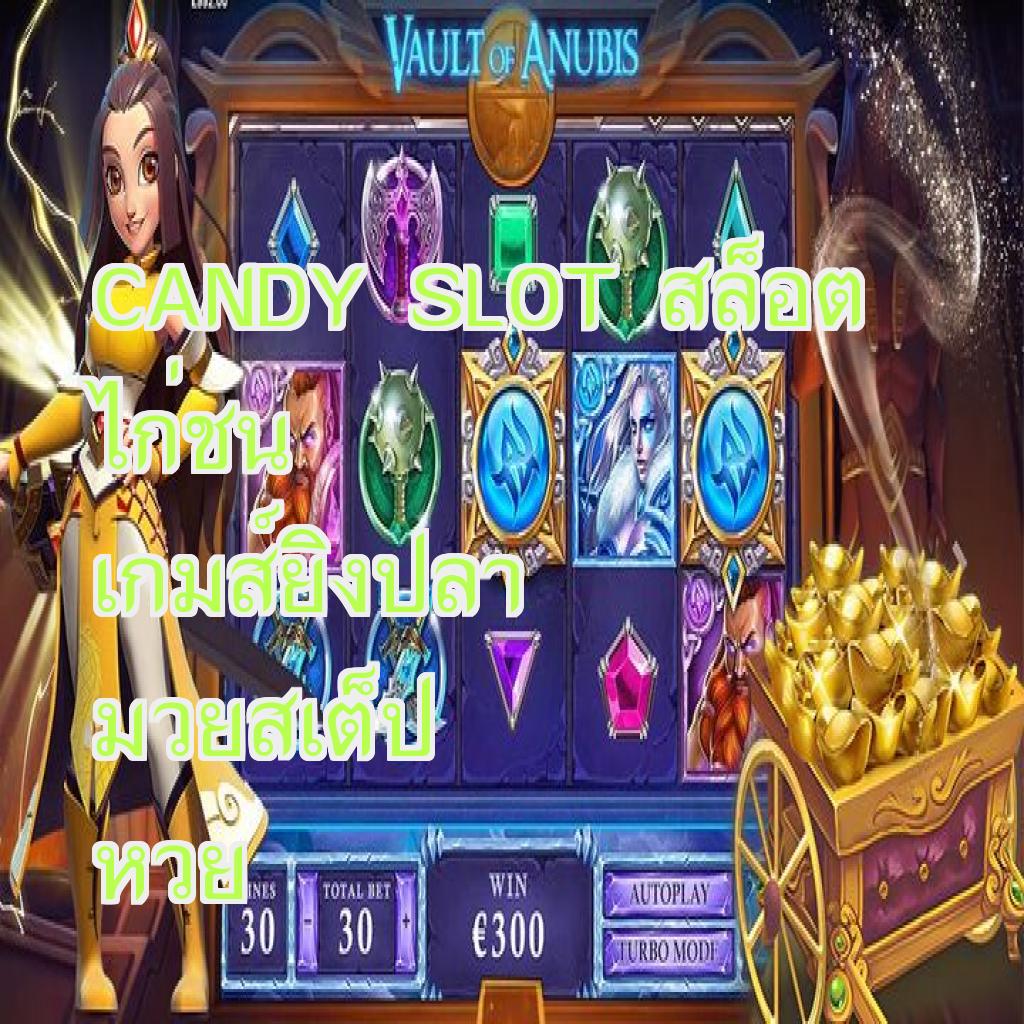 VAULT OF ANUBIS
CANDY SLOT สล็อต
ไก่ชน
เกมส์ยิงปลา
มวยสเต็ป
หวย
TOTAL BET
30
30
WIN
€300
AUTOPLAY
TURBO MODE